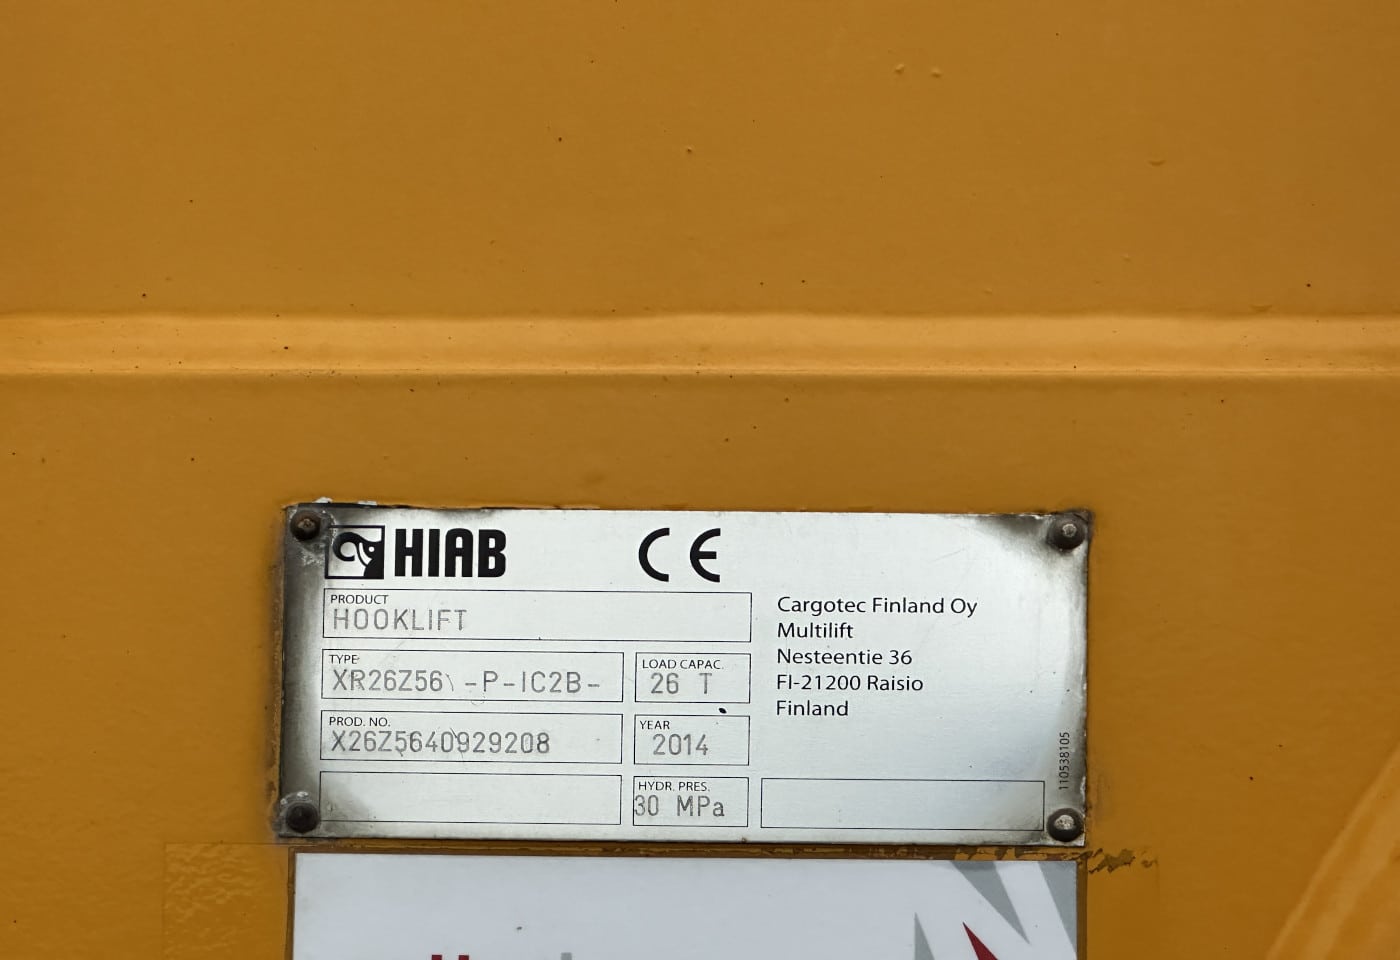 HIAB CE
PRODUCT
HOOKLIFT
TYPE
XR26Z56\ -P-IC2B-
LOAD CAPAC.
26 T
PROD. NO.
X26Z5640929208
YEAR
2014
HYDR. PRES.
30 MPa
Cargotec Finland Oy
Multilift
Nesteentie 36
FI-21200 Raisio
Finland
110538105